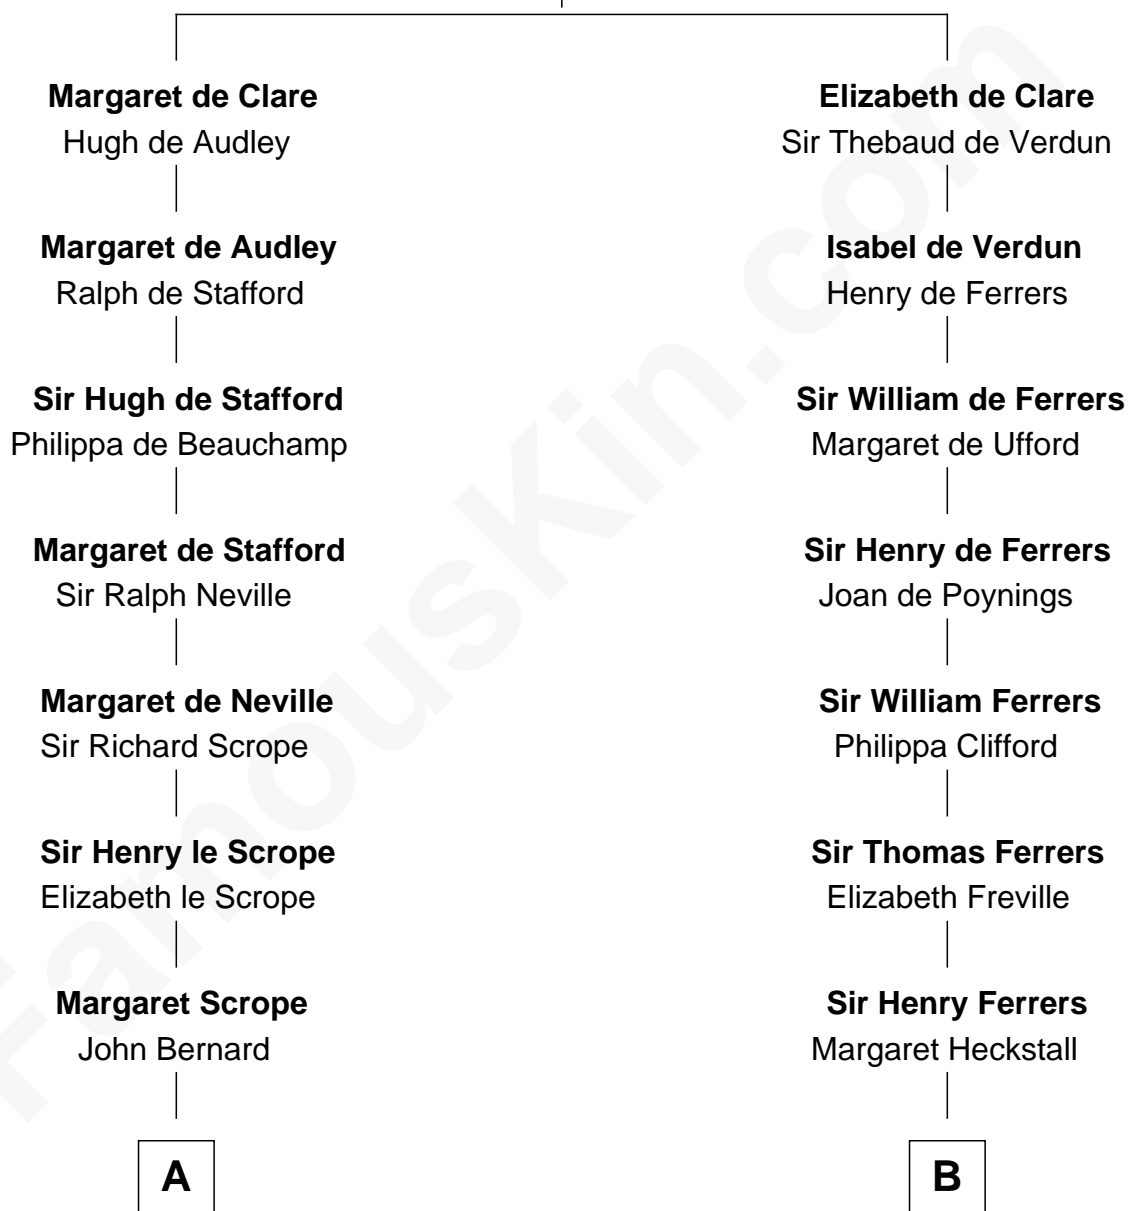 Margaret de Clare
Hugh de Audley
Elizabeth de Clare
Sir Thebaud de Verdun
Margaret de Audley
Ralph de Stafford
Isabel de Verdun
Henry de Ferrers
Sir Hugh de Stafford
Philippa de Beauchamp
Sir William de Ferrers
Margaret de Ufford
Margaret de Stafford
Sir Ralph Neville
Sir Henry de Ferrers
Joan de Poynings
Margaret de Neville
Sir Richard Scrope
Sir William Ferrers
Philippa Clifford
Sir Henry le Scrope
Elizabeth le Scrope
Sir Thomas Ferrers
Elizabeth Freville
Margaret Scrope
John Bernard
Sir Henry Ferrers
Margaret Heckstall
A
B
FamousKin.com